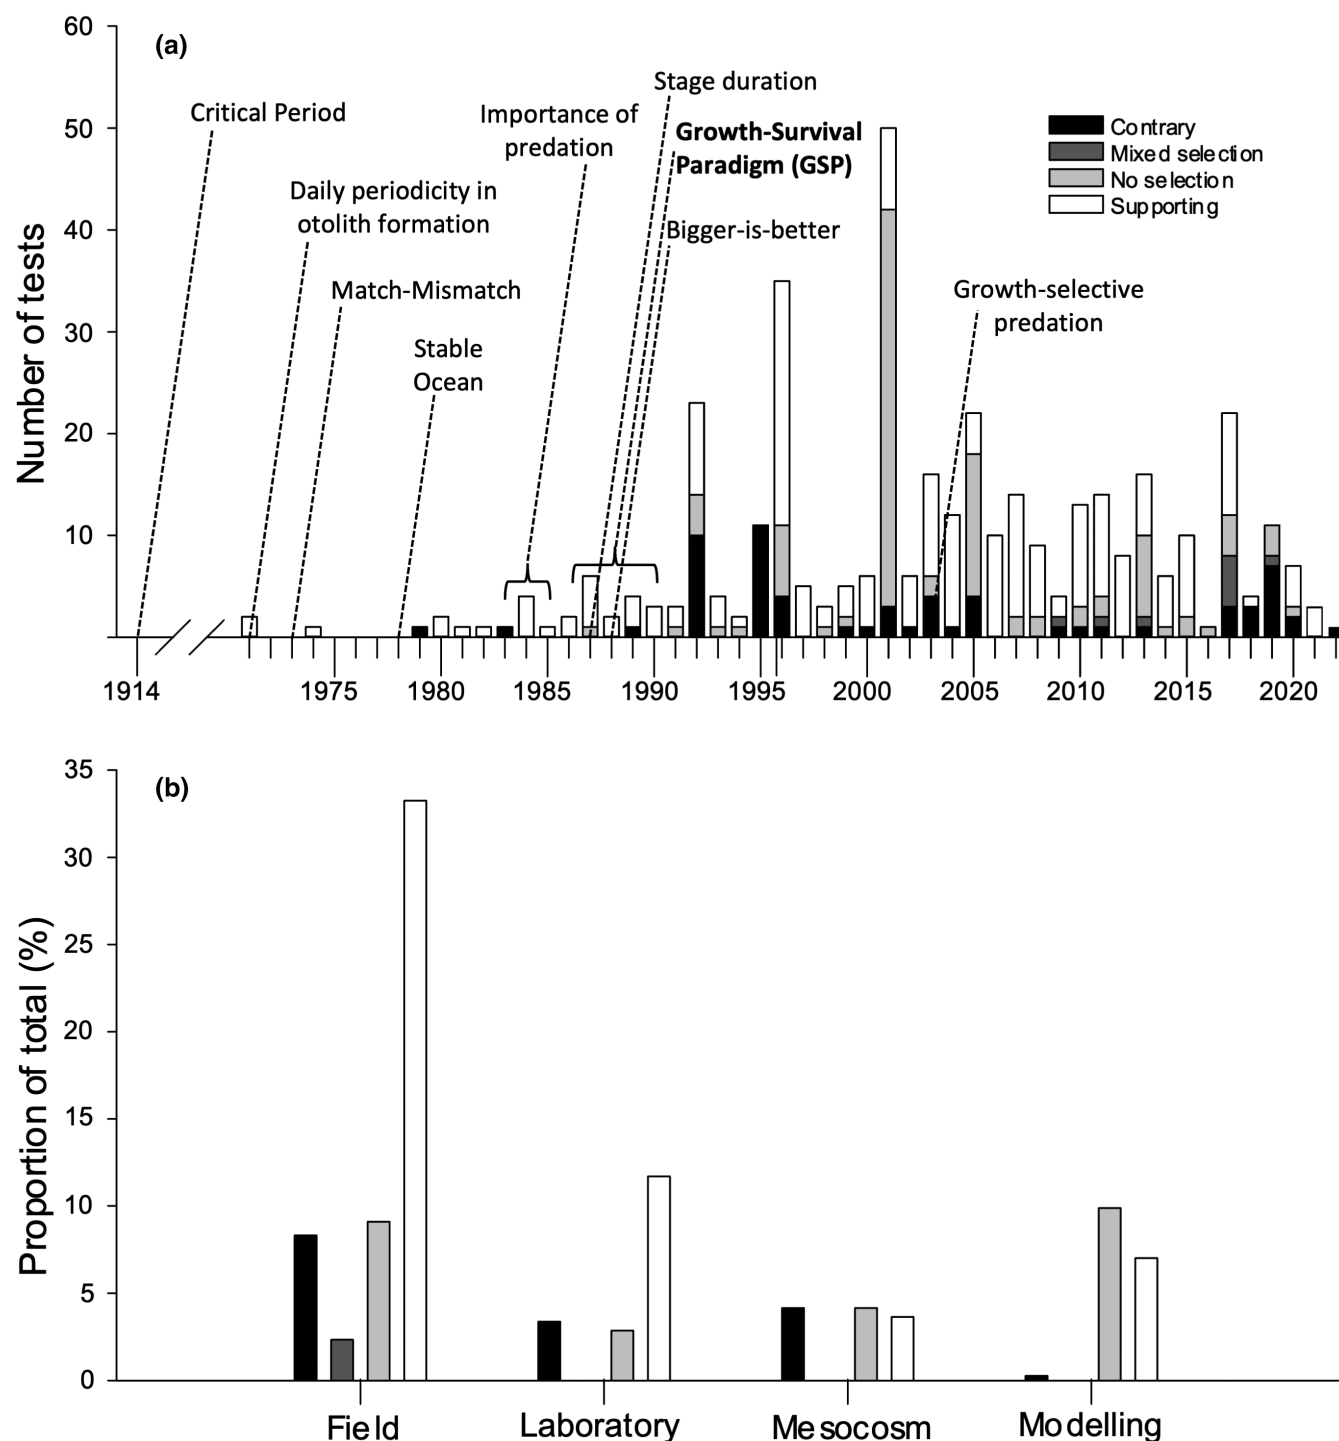 60
(a)
Stage duration
Critical Period
Importance of
predation
50
Growth-Survival
Paradigm (GSP)
Contrary
Mixed selection
No selection
Supporting
Daily periodicity in
otolith formation
40
Bigger-is-better
Match-Mismatch
Growth-selective
predation
30
Stable
Ocean
20
10
Number of tests
1914
1975
1980
1985
1990
1995
2000
2005
2010
2015
2020
35
(b)
30
25
20
15
10
5
0
Proportion of total (%)
Field
Laboratory
Mesocosm
Modelling